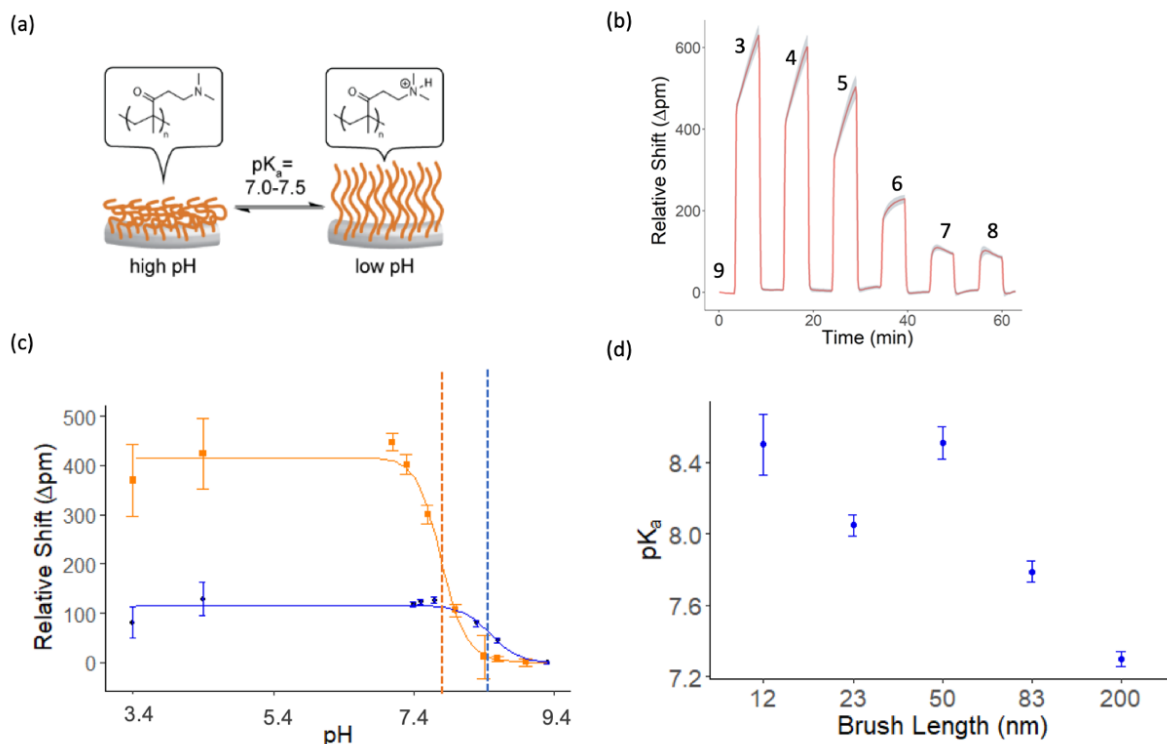 (a)
O
N
n
O
⊕
N
H
n
pKa=
7.0-7.5
high pH
low pH
(b)
Relative Shift (Δpm)
600
400
200
0
9
3
4
5
6
7
8
0
20
40
60
Time (min)
(c)
Relative Shift (Δpm)
500
400
300
200
100
0
3.4
5.4
7.4
9.4
pH
(d)
pKa
8.4
8.0
7.6
7.2
12
23
50
83
200
Brush Length (nm)